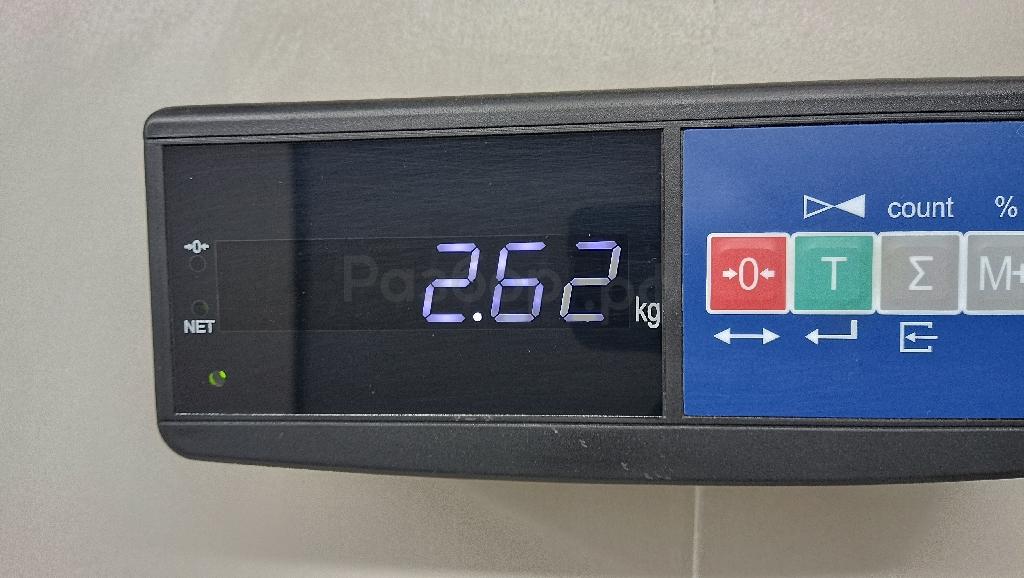 →0←
NET
2.62 kg
count %
→0← T Σ M+